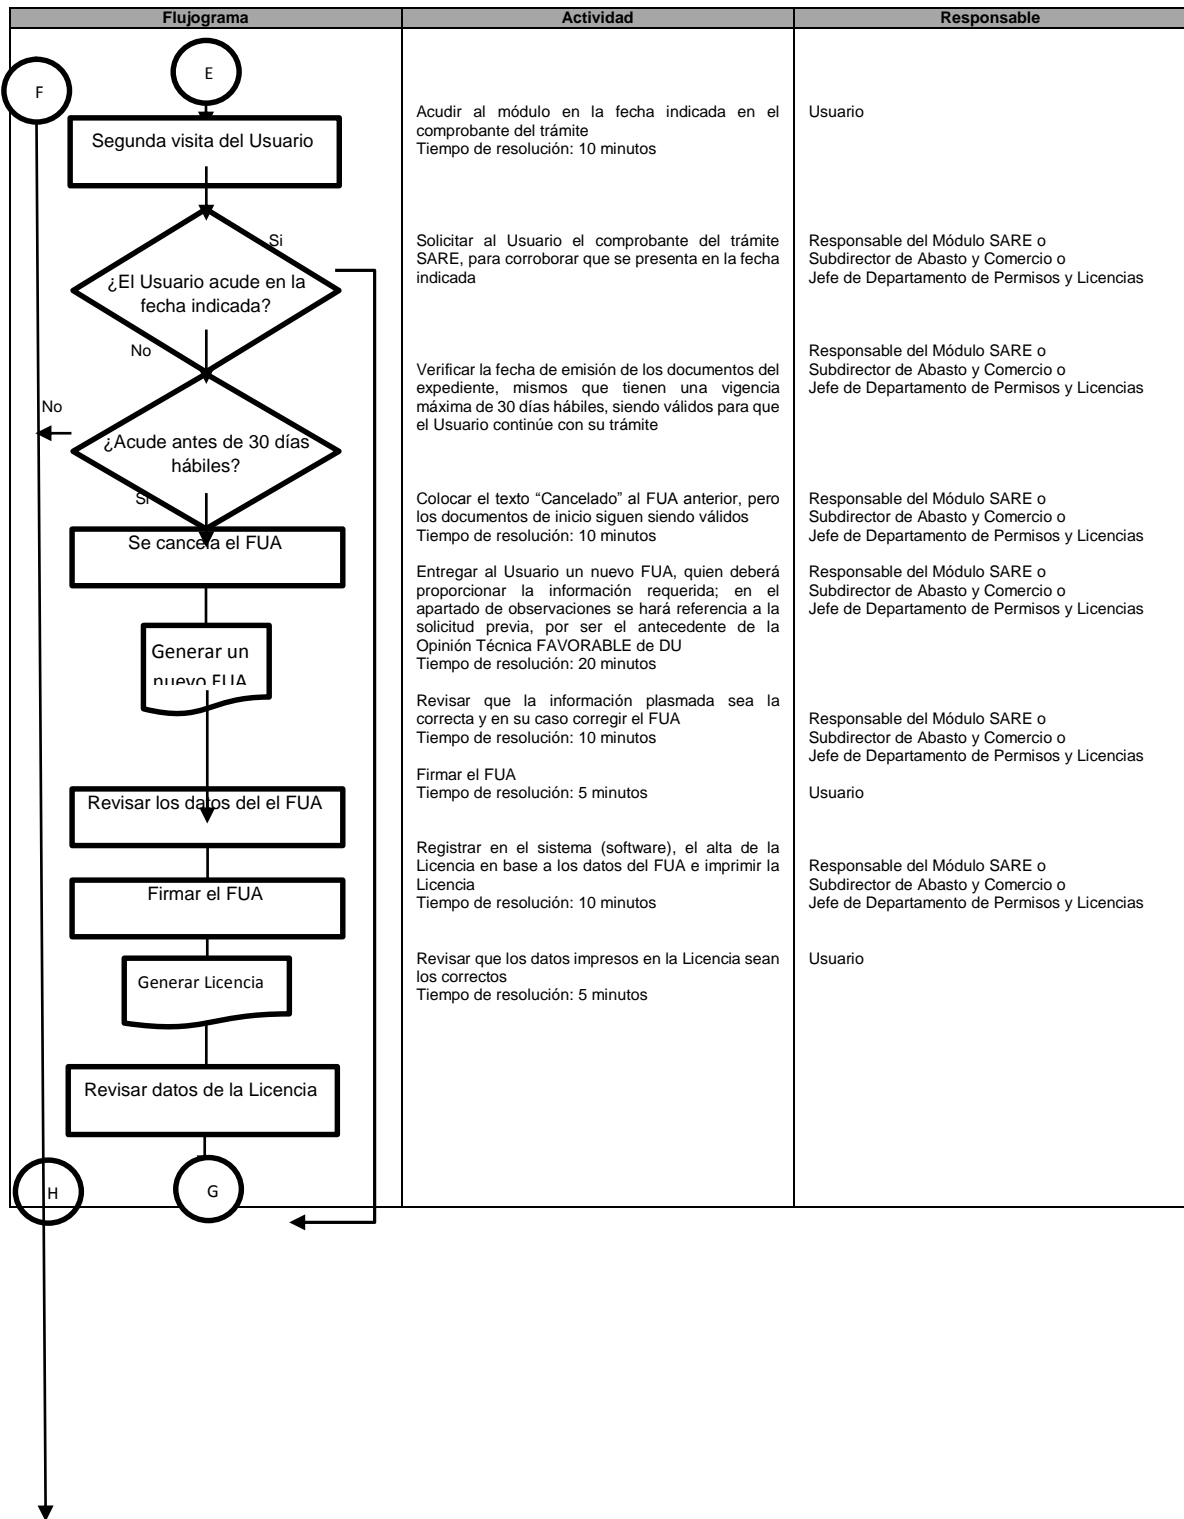 Flujograma
Actividad
Responsable
E
F
Segunda visita del Usuario
Si
¿El Usuario acude en la
fecha indicada?
No
No
¿Acude antes de 30 días
hábiles?
Si
Se cancela el FUA
Generar un
nuevo FUA
Revisar los datos del el FUA
Firmar el FUA
Generar Licencia
Revisar datos de la Licencia
H
G
Acudir al módulo en la fecha indicada en el
comprobante del trámite
Tiempo de resolución: 10 minutos
Solicitar al Usuario el comprobante del trámite
SARE, para corroborar que se presenta en la fecha
indicada
Verificar la fecha de emisión de los documentos del
expediente, mismos que tienen una vigencia
máxima de 30 días hábiles, siendo válidos para que
el Usuario continúe con su trámite
Colocar el texto “Cancelado” al FUA anterior, pero
los documentos de inicio siguen siendo válidos
Tiempo de resolución: 10 minutos
Entregar al Usuario un nuevo FUA, quien deberá
proporcionar la información requerida; en el
apartado de observaciones se hará referencia a la
solicitud previa, por ser el antecedente de la
Opinión Técnica FAVORABLE de DU
Tiempo de resolución: 20 minutos
Revisar que la información plasmada sea la
correcta y en su caso corregir el FUA
Tiempo de resolución: 10 minutos
Firmar el FUA
Tiempo de resolución: 5 minutos
Registrar en el sistema (software), el alta de la
Licencia en base a los datos del FUA e imprimir la
Licencia
Tiempo de resolución: 10 minutos
Revisar que los datos impresos en la Licencia sean
los correctos
Tiempo de resolución: 5 minutos
Usuario
Responsable del Módulo SARE o
Subdirector de Abasto y Comercio o
Jefe de Departamento de Permisos y Licencias
Responsable del Módulo SARE o
Subdirector de Abasto y Comercio o
Jefe de Departamento de Permisos y Licencias
Responsable del Módulo SARE o
Subdirector de Abasto y Comercio o
Jefe de Departamento de Permisos y Licencias
Responsable del Módulo SARE o
Subdirector de Abasto y Comercio o
Jefe de Departamento de Permisos y Licencias
Responsable del Módulo SARE o
Subdirector de Abasto y Comercio o
Jefe de Departamento de Permisos y Licencias
Usuario
Responsable del Módulo SARE o
Subdirector de Abasto y Comercio o
Jefe de Departamento de Permisos y Licencias
Usuario